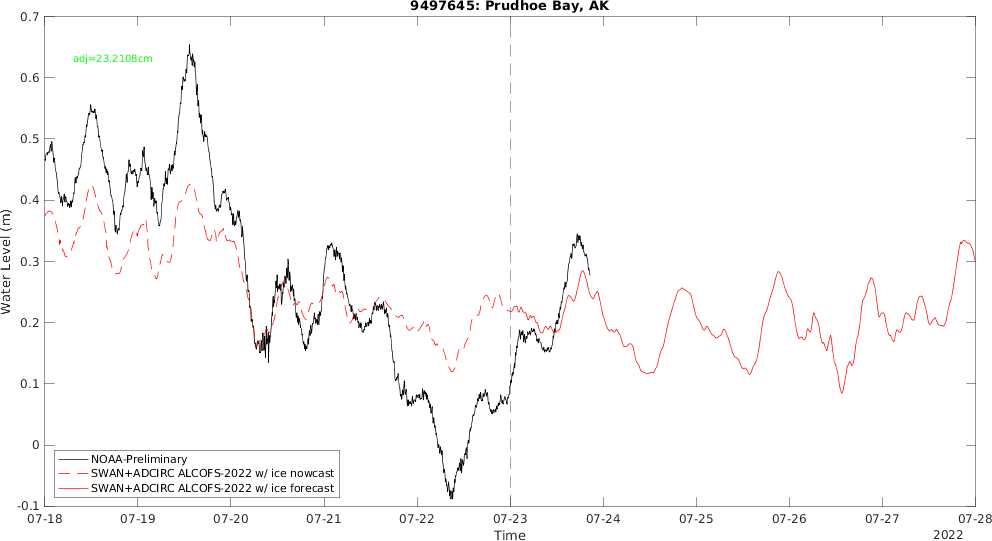 9497645: Prudhoe Bay, AK
0.7
adj=23.2108cm
0.6
0.5
0.4
0.3
0.2
0.1
0
-0.1
Water Level (m)
NOAA-Preliminary
SWAN+ADCIRC ALCOFS-2022 w/ ice nowcast
SWAN+ADCIRC ALCOFS-2022 w/ ice forecast
07-18 07-19 07-20 07-21 07-22 07-23 07-24 07-25 07-26 07-27 07-28
Time
2022